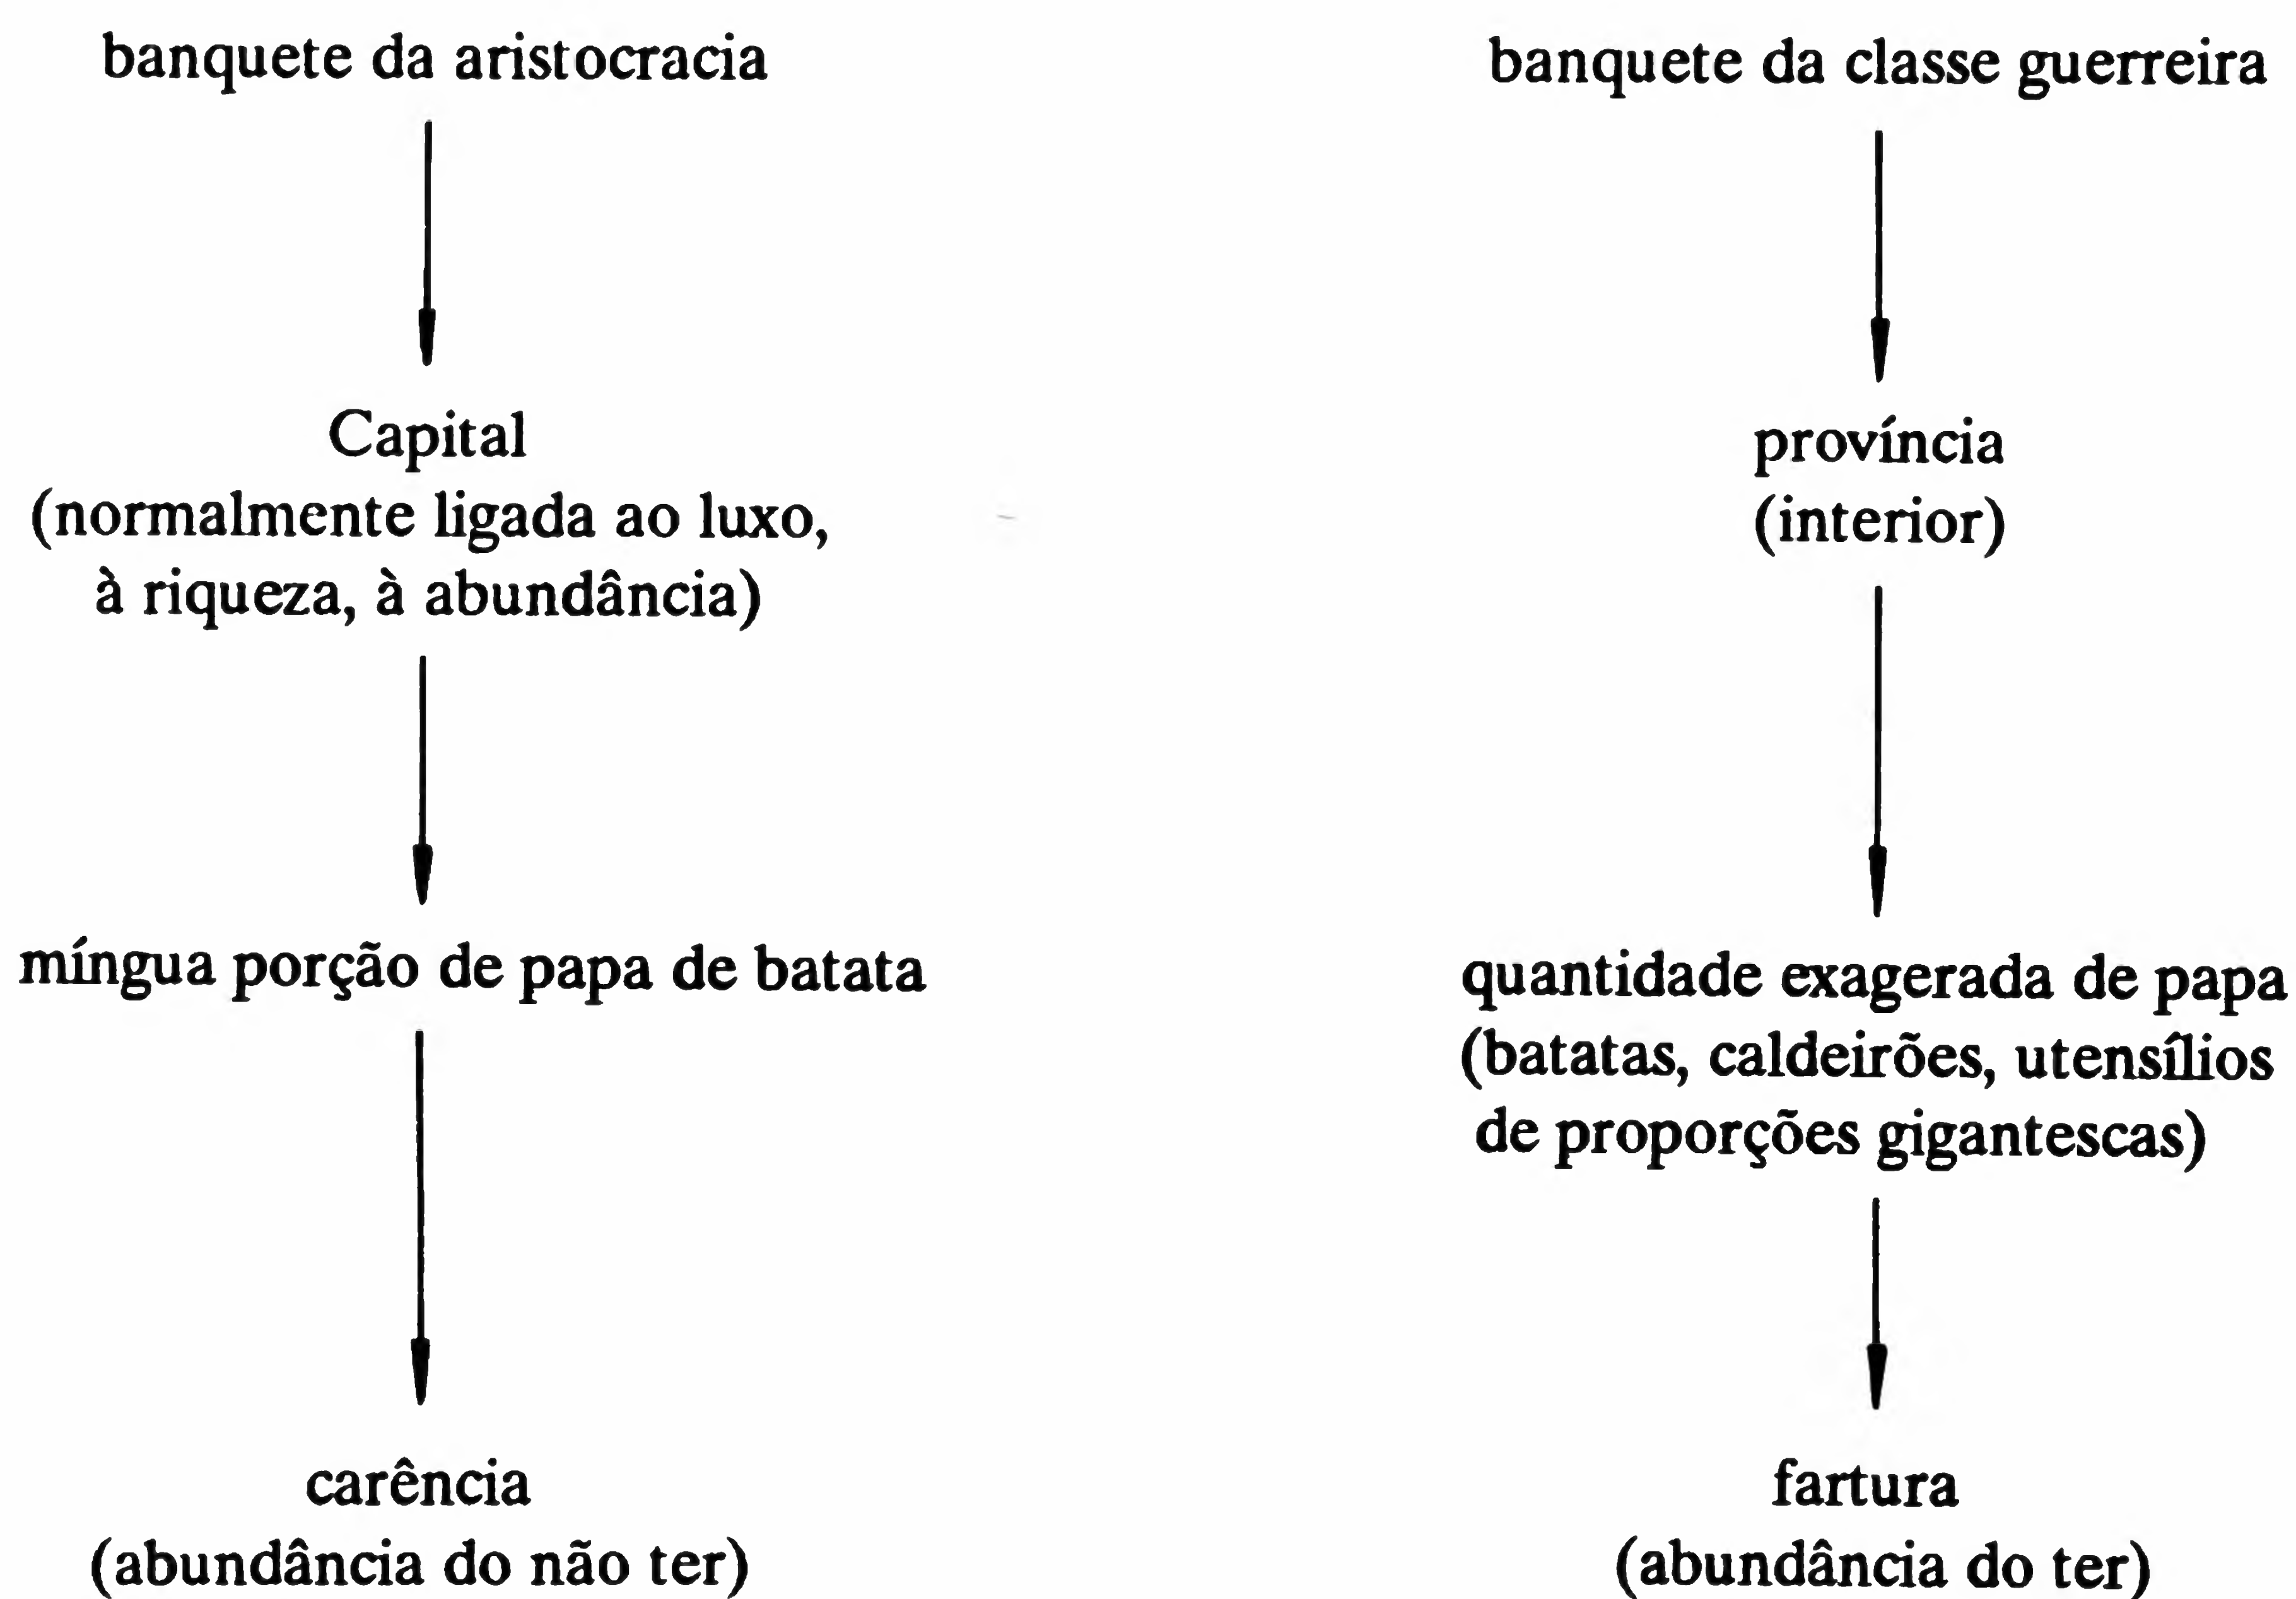 banquete da aristocracia
Capital
(normalmente ligada ao luxo,
à riqueza, à abundância)
míngua porção de papa de batata
carência
(abundância do não ter)
banquete da classe guerreira
província
(interior)
quantidade exagerada de papa
(batatas, caldeirões, utensílios
de proporções gigantescas)
fartura
(abundância do ter)